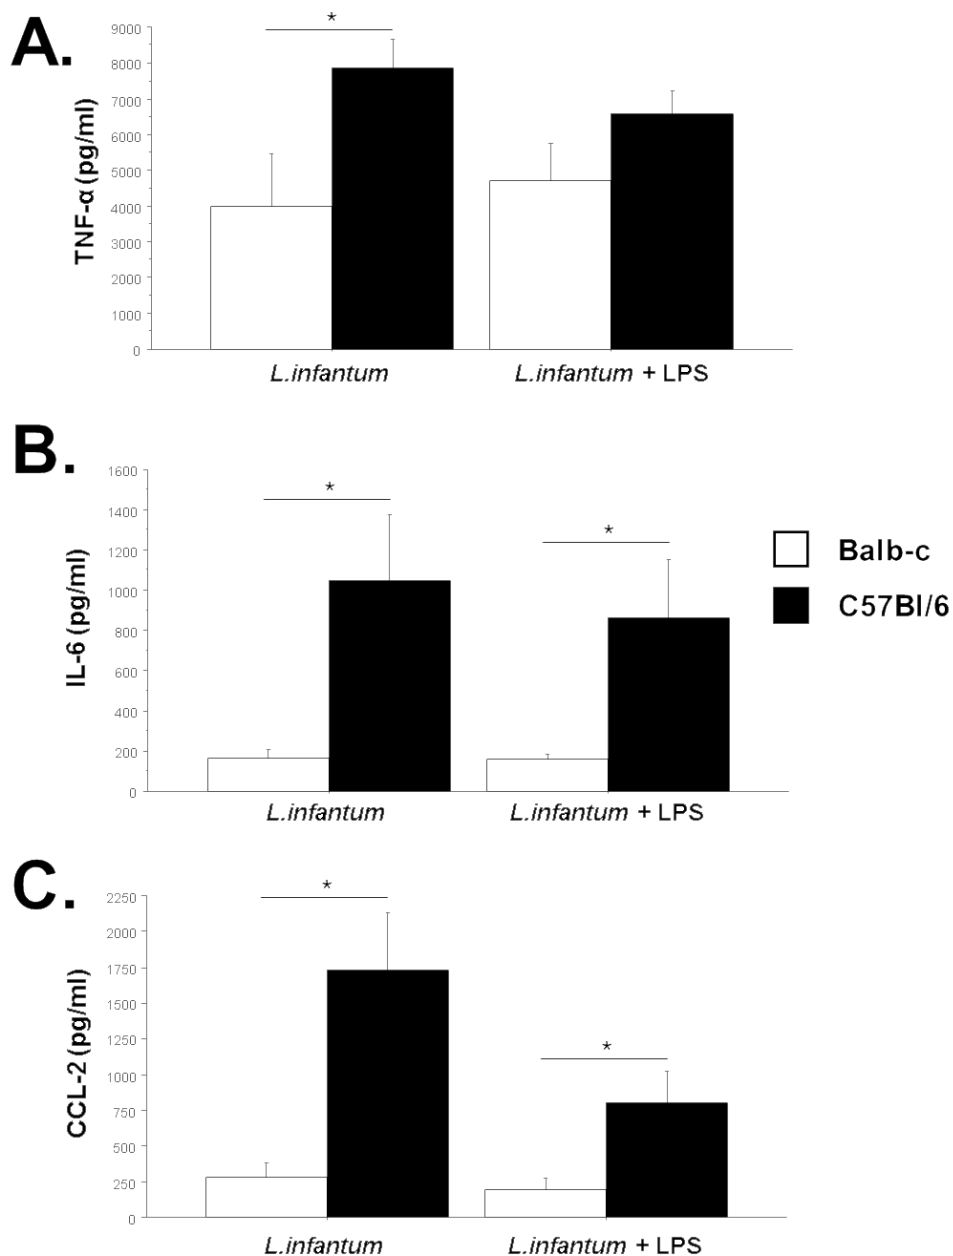 A.
*
TNF-α (pg/ml)
9000
8000
7000
6000
5000
4000
3000
2000
1000
0
L.infantum
L.infantum + LPS
B.
*
*
IL-6 (pg/ml)
1600
1400
1200
1000
800
600
400
200
0
L.infantum
L.infantum + LPS
Balb-c
C57Bl/6
C.
*
*
CCL-2 (pg/ml)
2250
2000
1750
1500
1250
1000
750
500
250
0
L.infantum
L.infantum + LPS